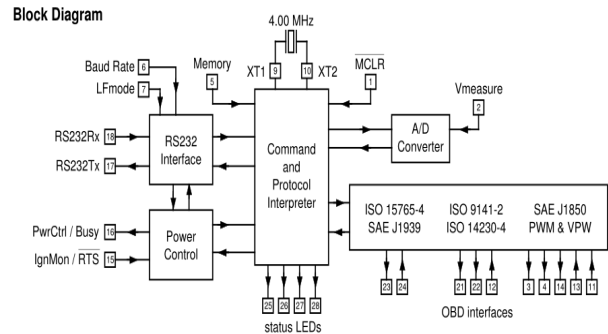 Block Diagram
4.00 MHz
Baud Rate 6
LFmode 7
Memory
5
XT1 9
10 XT2
MCLR
1
Vmeasure
2
RS232Rx 18
RS232Tx 17
RS232
Interface
Command
and
Protocol
Interpreter
A/D
Converter
PwrCtrl / Busy 16
IgnMon / RTS 15
Power
Control
ISO 15765-4
SAE J1939
ISO 9141-2
ISO 14230-4
SAE J1850
PWM & VPW
25 26 27 28
status LEDs
23 24
21 22 12
3 4 14 13 11
OBD interfaces